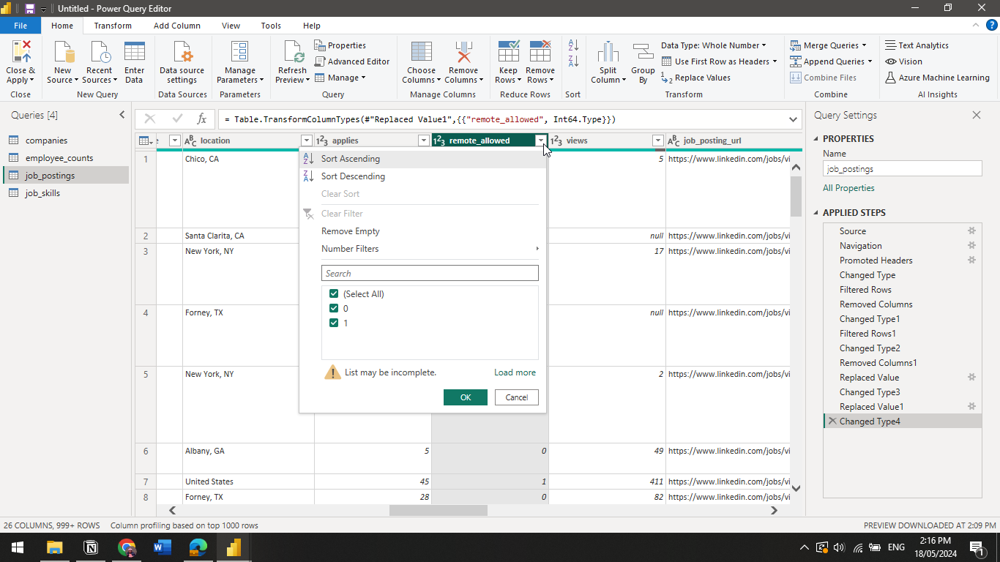 Untitled - Power Query Editor
File Home Transform Add Column View Tools Help
Close & Apply
Close
New Source
Recent Sources
Enter Data
New Query
Data source settings
Data Sources
Manage Parameters
Parameters
Refresh Preview
Properties
Advanced Editor
Manage
Query
Choose Columns
Remove Columns
Manage Columns
Keep Rows
Remove Rows
Reduce Rows
Sort
Split Column
Group By
Data Type: Whole Number
Use First Row as Headers
Replace Values
Transform
Merge Queries
Append Queries
Combine Files
Combine
Text Analytics
Vision
Azure Machine Learning
AI Insights
Queries [4]
companies
employee_counts
job_postings
job_skills
fx = Table.TransformColumnTypes(#"Replaced Value1",{{"remote_allowed", Int64.Type}})
e ABC location 123 applies 123 remote_allowed 123 views ABC job_posting_url
1 Chico, CA 5 https://www.linkedin.com/jobs/vi
2 Santa Clarita, CA null https://www.linkedin.com/jobs/vi
3 New York, NY 17 https://www.linkedin.com/jobs/vi
4 Forney, TX null https://www.linkedin.com/jobs/vi
5 New York, NY 2 https://www.linkedin.com/jobs/vi
6 Albany, GA 5 0 49 https://www.linkedin.com/jobs/vi
7 United States 45 1 411 https://www.linkedin.com/jobs/vi
8 Forney, TX 28 0 82 https://www.linkedin.com/jobs/vi
Sort Ascending
Sort Descending
Clear Sort
Clear Filter
Remove Empty
Number Filters
Search
(Select All)
0
1
List may be incomplete. Load more
OK Cancel
Query Settings
PROPERTIES
Name
job_postings
All Properties
APPLIED STEPS
Source
Navigation
Promoted Headers
Changed Type
Filtered Rows
Removed Columns
Changed Type1
Filtered Rows1
Changed Type2
Removed Columns1
Replaced Value
Changed Type3
Replaced Value1
Changed Type4
26 COLUMNS, 999+ ROWS Column profiling based on top 1000 rows PREVIEW DOWNLOADED AT 2:09 PM
ENG
2:16 PM
18/05/2024
1